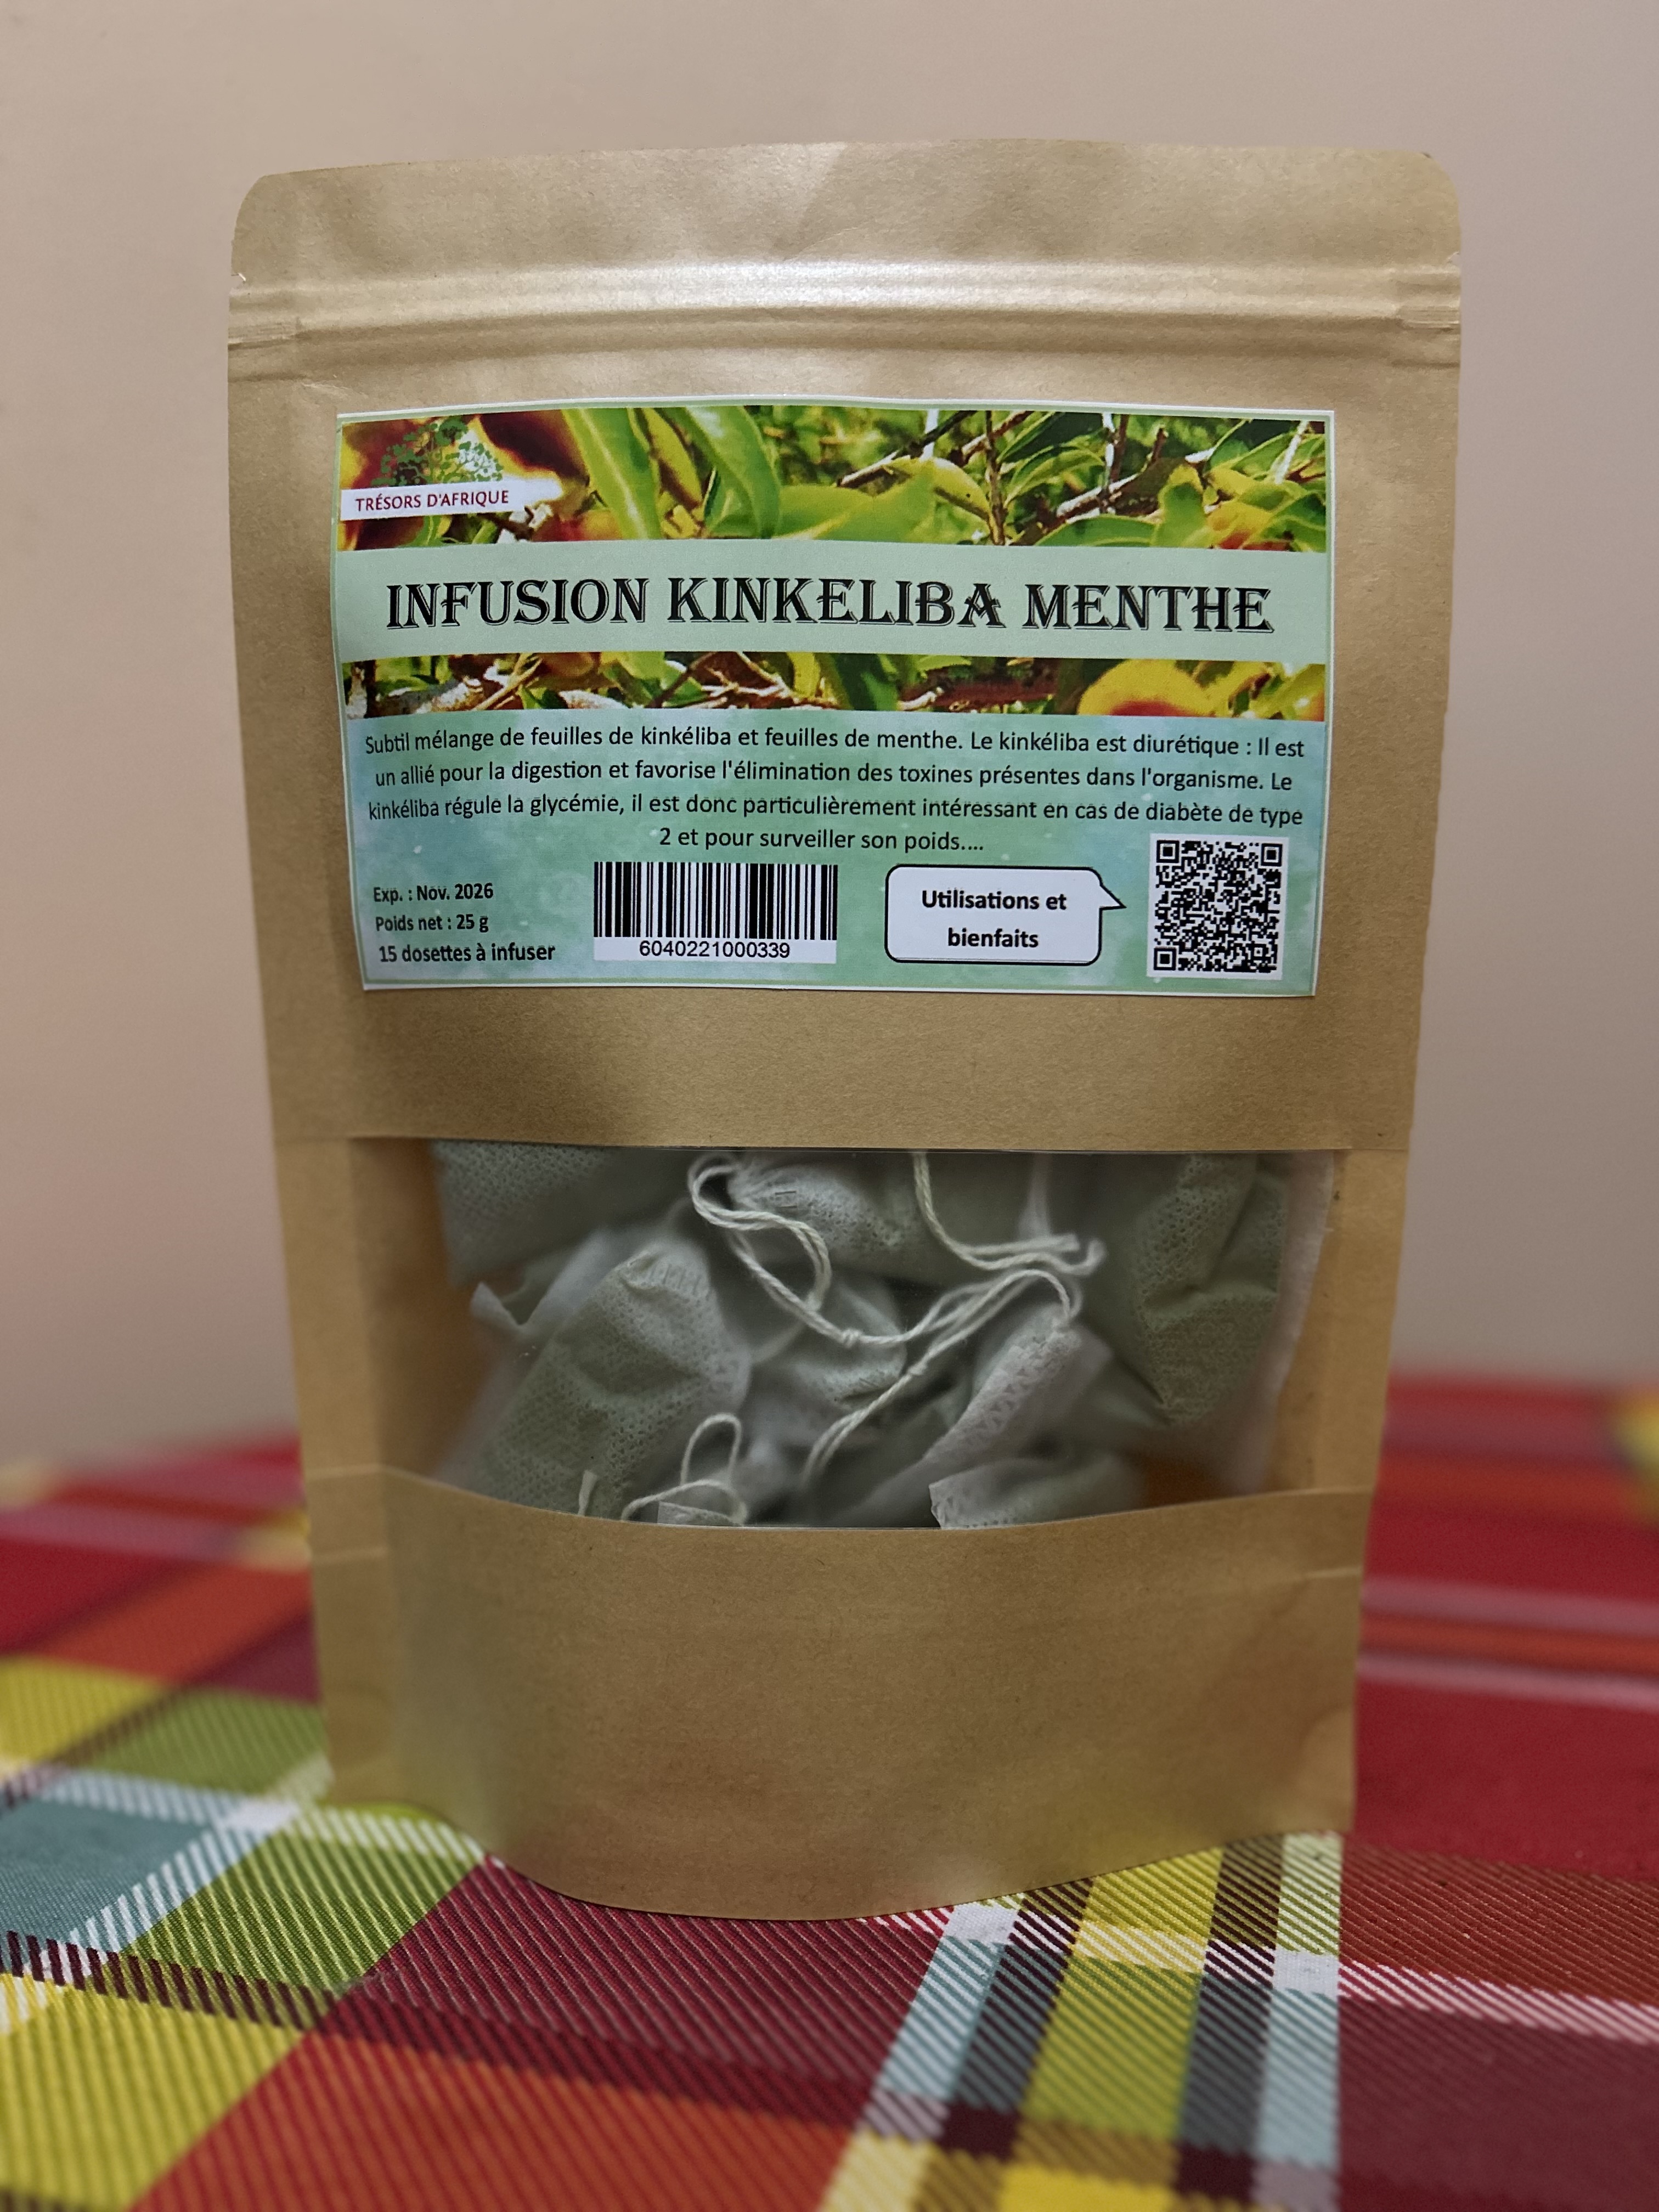 TRÉSORS D'AFRIQUE
INFUSION KINKELIBA MENTHE
Subtil mélange de feuilles de kinkéliba et feuilles de menthe. Le kinkéliba est diurétique : Il est
un allié pour la digestion et favorise l'élimination des toxines présentes dans l'organisme. Le
kinkéliba régule la glycémie, il est donc particulièrement intéressant en cas de diabète de type
2 et pour surveiller son poids....
Exp. : Nov. 2026
Poids net : 25 g
15 dosettes à infuser
6040221000339
Utilisations et
bienfaits